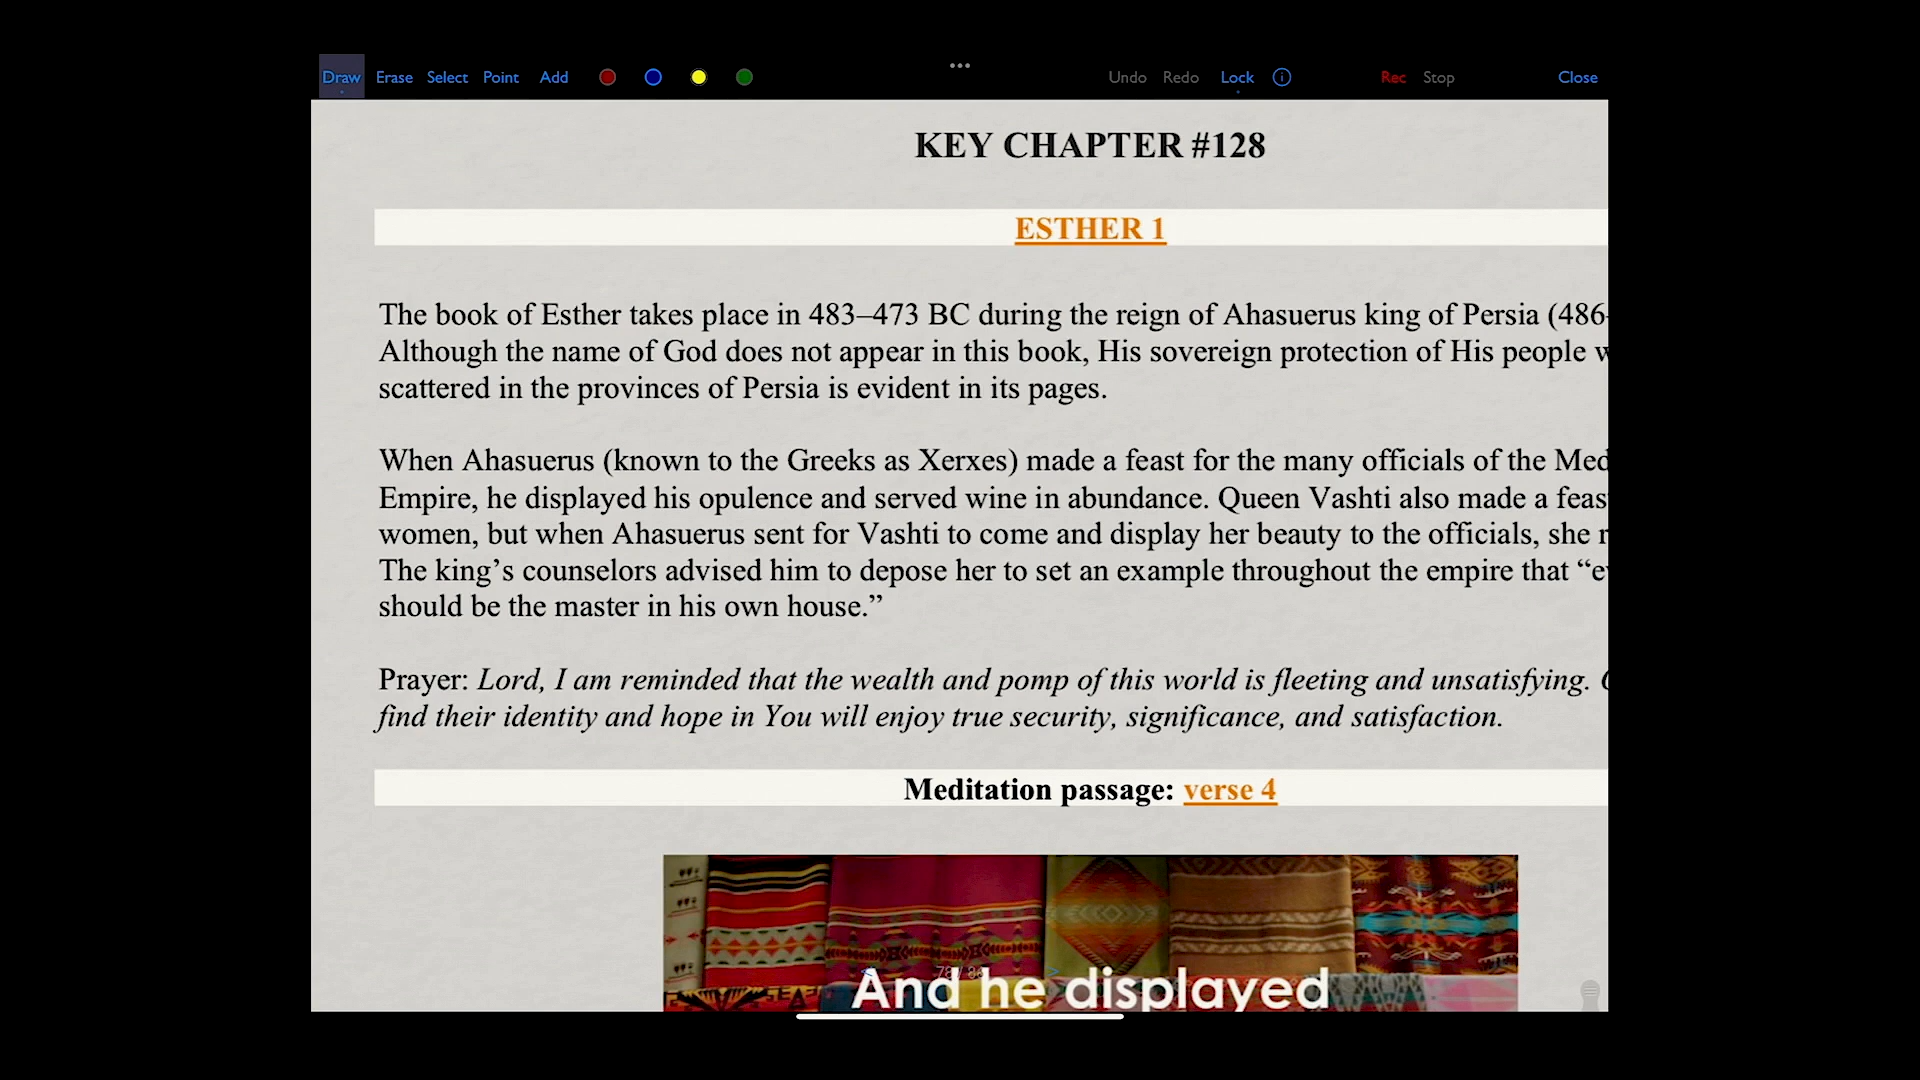 Draw Erase Select Point Add ... Undo Redo Lock Rec Stop Close
KEY CHAPTER #128
ESTHER 1
The book of Esther takes place in 483–473 BC during the reign of Ahasuerus king of Persia (486-
Although the name of God does not appear in this book, His sovereign protection of His people
scattered in the provinces of Persia is evident in its pages.
When Ahasuerus (known to the Greeks as Xerxes) made a feast for the many officials of the Med
Empire, he displayed his opulence and served wine in abundance. Queen Vashti also made a feas
women, but when Ahasuerus sent for Vashti to come and display her beauty to the officials, she
The king’s counselors advised him to depose her to set an example throughout the empire that “
should be the master in his own house.”
Prayer: Lord, I am reminded that the wealth and pomp of this world is fleeting and unsatisfying.
find their identity and hope in You will enjoy true security, significance, and satisfaction.
Meditation passage: verse 4
And he displayed